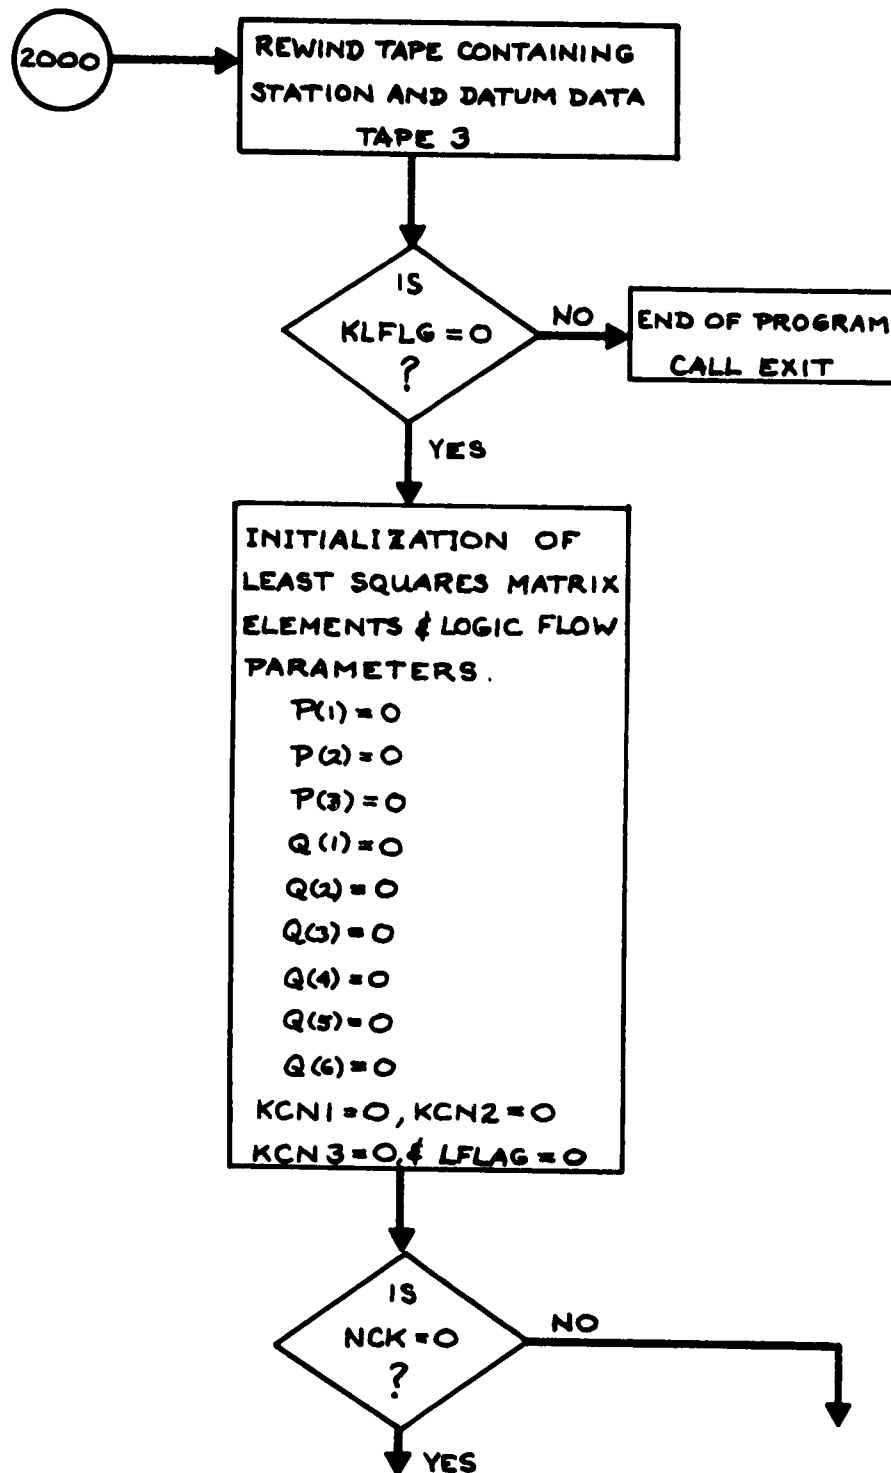 2000
REWIND TAPE CONTAINING
STATION AND DATUM DATA
TAPE 3
IS
KLFLG = 0
?
NO
END OF PROGRAM
CALL EXIT
YES
INITIALIZATION OF
LEAST SQUARES MATRIX
ELEMENTS & LOGIC FLOW
PARAMETERS.
P(1) = 0
P(2) = 0
P(3) = 0
Q(1) = 0
Q(2) = 0
Q(3) = 0
Q(4) = 0
Q(5) = 0
Q(6) = 0
KCN1 = 0, KCN2 = 0
KCN3 = 0, & LFLAG = 0
IS
NCK = 0
?
NO
YES